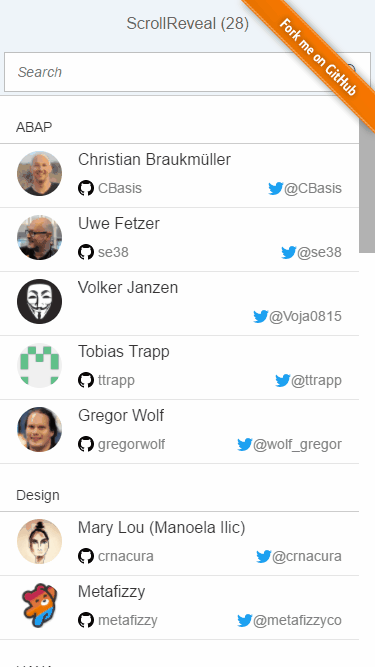 ScrollReveal (28)
Fork me on GitHub
Search
ABAP
Christian Braukmüller
CBasis @CBasis
Uwe Fetzer
se38 @se38
Volker Janzen
@Voja0815
Tobias Trapp
ttrapp @ttrapp
Gregor Wolf
gregorwolf @wolf_gregor
Design
Mary Lou (Manoela Ilic)
crnacura @crnacura
Metafizzy
metafizzy @metafizzyco